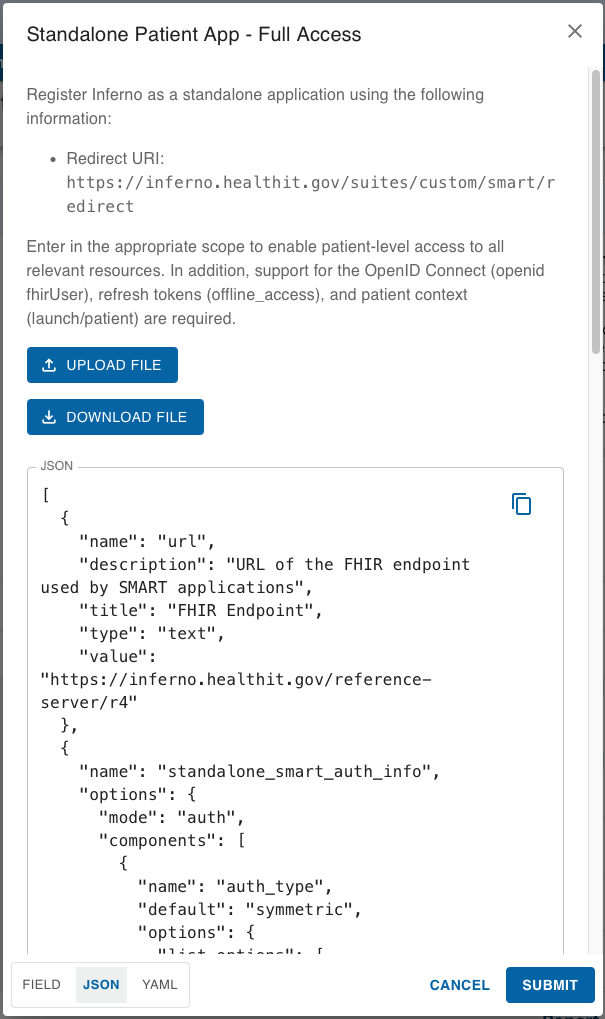 Standalone Patient App - Full Access
Register Inferno as a standalone application using the following
information:
• Redirect URI:
https://inferno.healthit.gov/suites/custom/smart/r
edirect
Enter in the appropriate scope to enable patient-level access to all
relevant resources. In addition, support for the OpenID Connect (openid
fhirUser), refresh tokens (offline_access), and patient context
(launch/patient) are required.
UPLOAD FILE
DOWNLOAD FILE
JSON
[
  {
    "name": "url",
    "description": "URL of the FHIR endpoint
used by SMART applications",
    "title": "FHIR Endpoint",
    "type": "text",
    "value":
"https://inferno.healthit.gov/reference-
server/r4"
  },
  {
    "name": "standalone_smart_auth_info",
    "options": {
      "mode": "auth",
      "components": [
        {
          "name": "auth_type",
          "default": "symmetric",
          "options": {
            "list_options": [
FIELD
JSON
YAML
CANCEL
SUBMIT